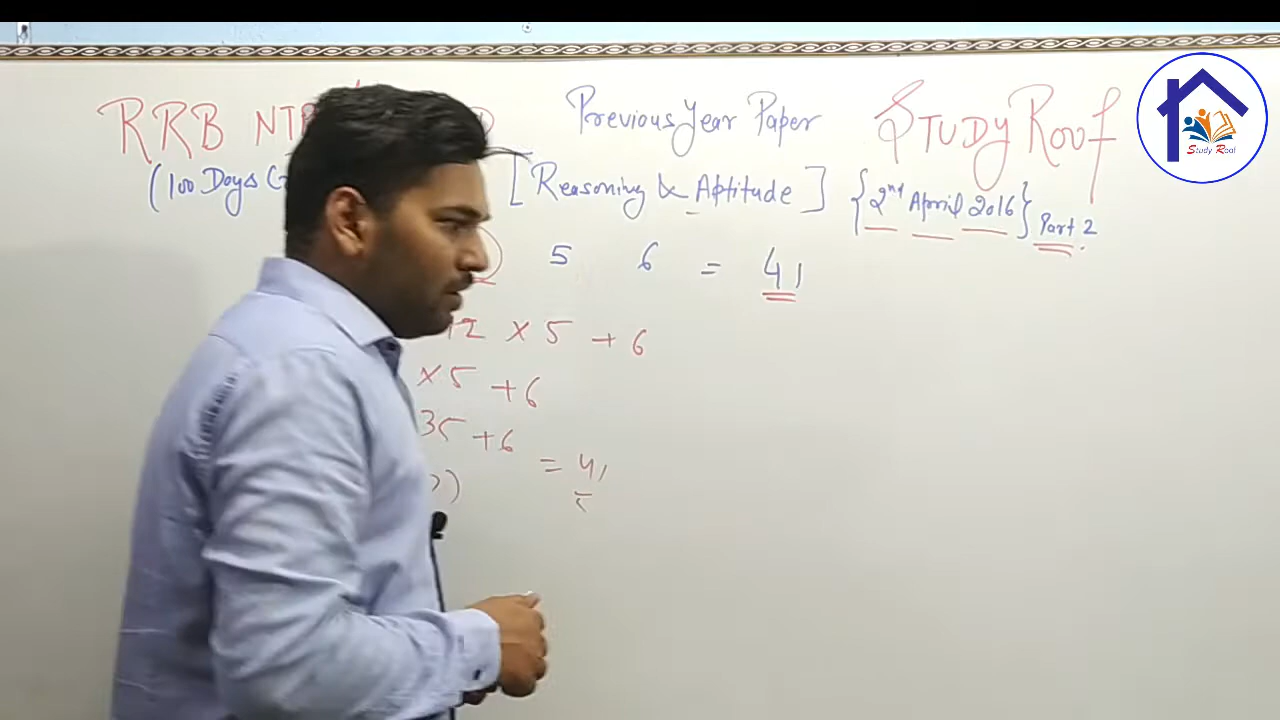 RRB NTP D Previous Year Paper STUDY ROOF
(100 Days [Reasoning & Aptitude] {2nd April 2016} Part 2
) 5 6 = 41
2 × 5 + 6
× 5 + 6
35 + 6
= 41
)
Study Roof